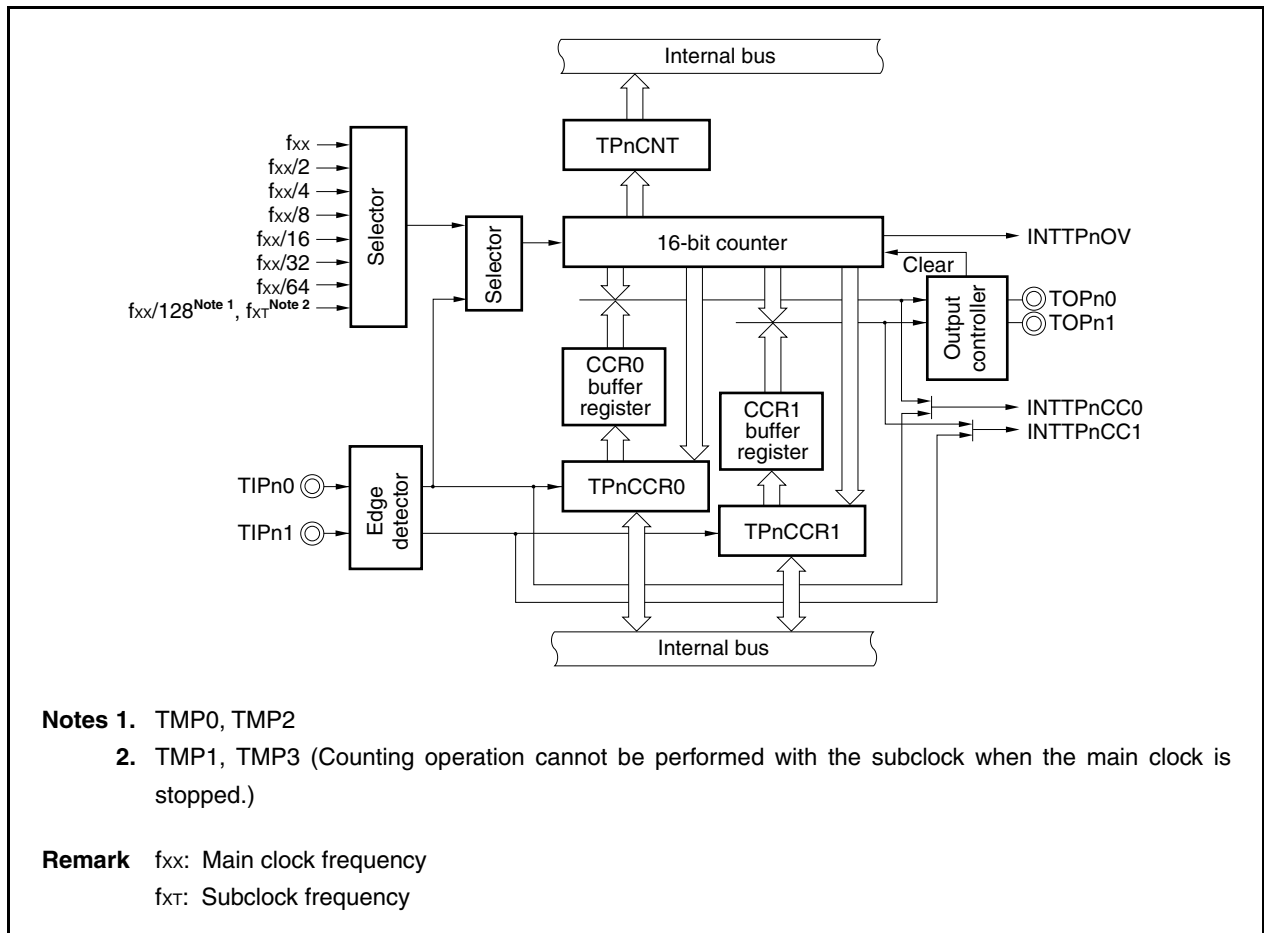 Internal bus
TPnCNT
fxx
fxx/2
fxx/4
fxx/8
fxx/16
fxx/32
fxx/64
fxx/128Note 1, fxTNote 2
Selector
Selector
16-bit counter
INTTPnOV
Clear
Output
controller
TOPn0
TOPn1
CCR0
buffer
register
CCR1
buffer
register
INTTPnCC0
INTTPnCC1
TIPn0
TIPn1
Edge
detector
TPnCCR0
TPnCCR1
Internal bus
Notes 1. TMP0, TMP2
2. TMP1, TMP3 (Counting operation cannot be performed with the subclock when the main clock is
stopped.)
Remark fxx: Main clock frequency
fxT: Subclock frequency